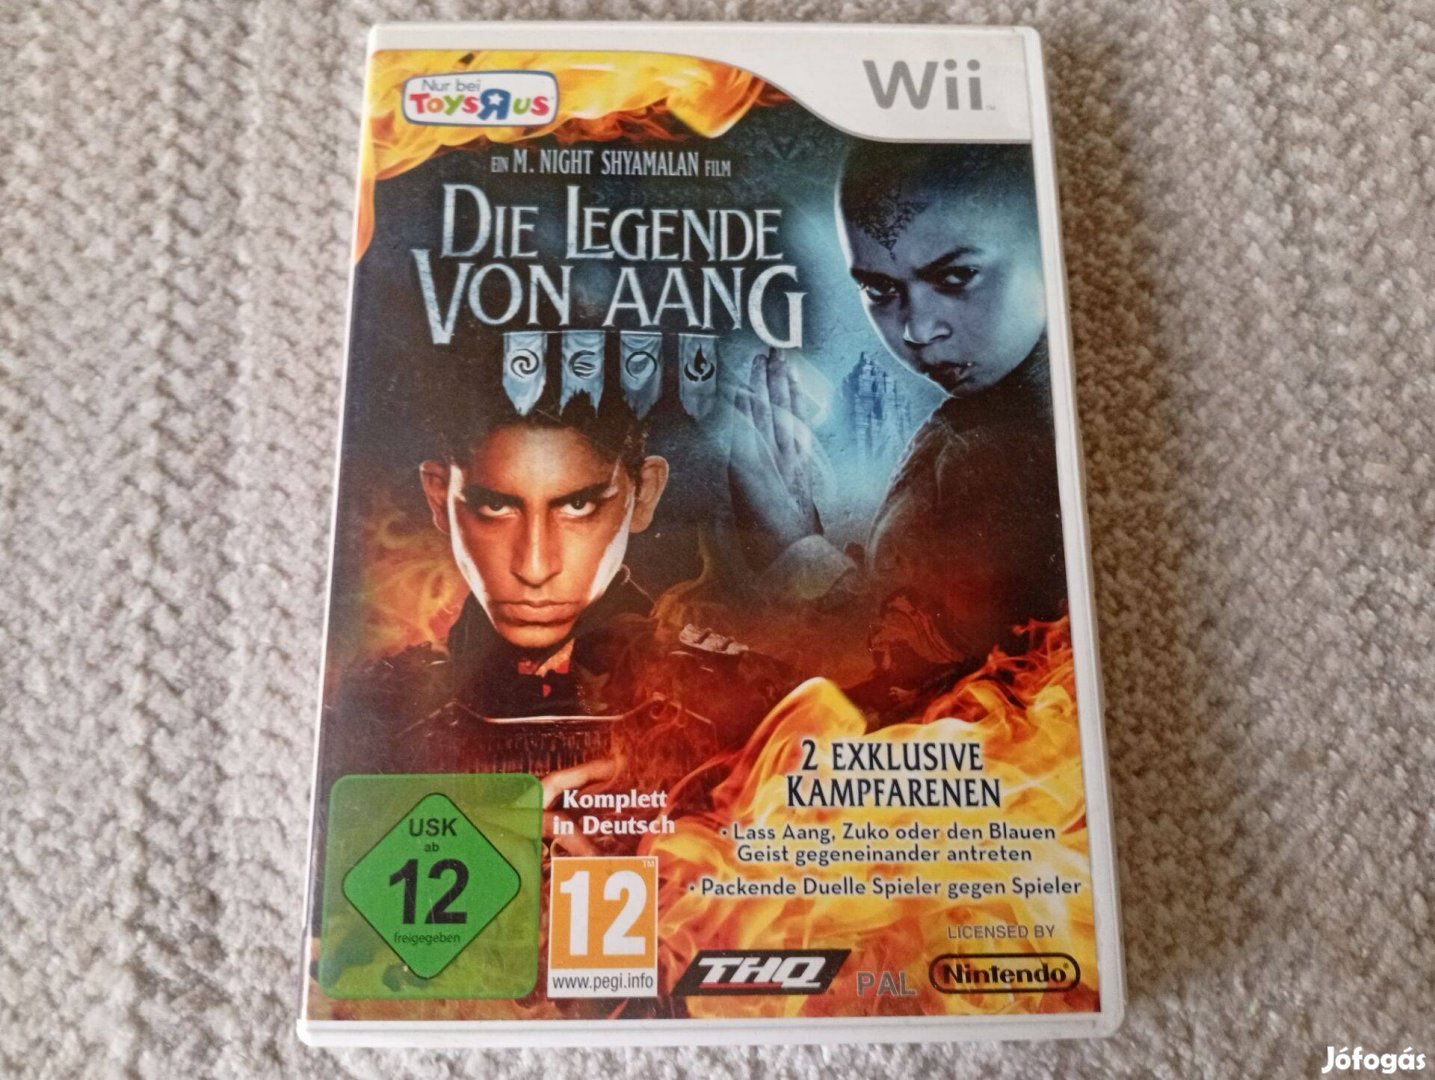 Nur bei
TOYSRUS
Wii
EIN M. NIGHT SHYAMALAN FILM
DIE LEGENDE
VON AANG
2 EXKLUSIVE
KAMPFARENEN
• Lass Aang, Zuko oder den Blauen
Geist gegeneinander antreten
• Packende Duelle Spieler gegen Spieler
Komplett
in Deutsch
USK
ab
12
freigegeben
12
www.pegi.info
THQ
PAL
LICENSED BY
Nintendo
Jófogás